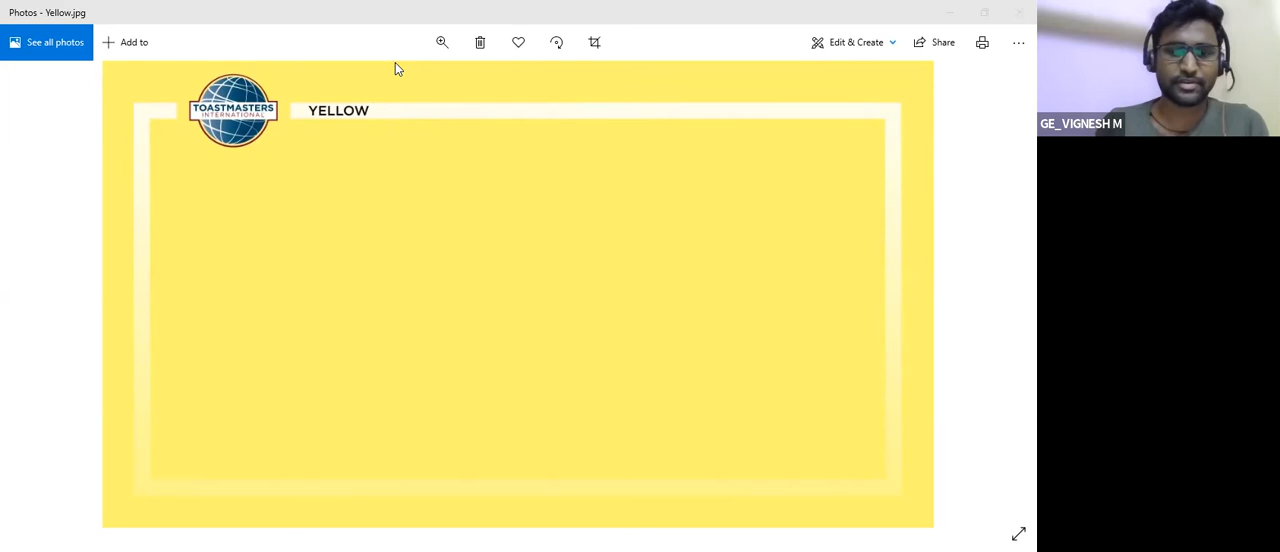 Photos - Yellow.jpg
See all photos
Add to
Edit & Create
Share
TOASTMASTERS
INTERNATIONAL
YELLOW
GE_VIGNESH M